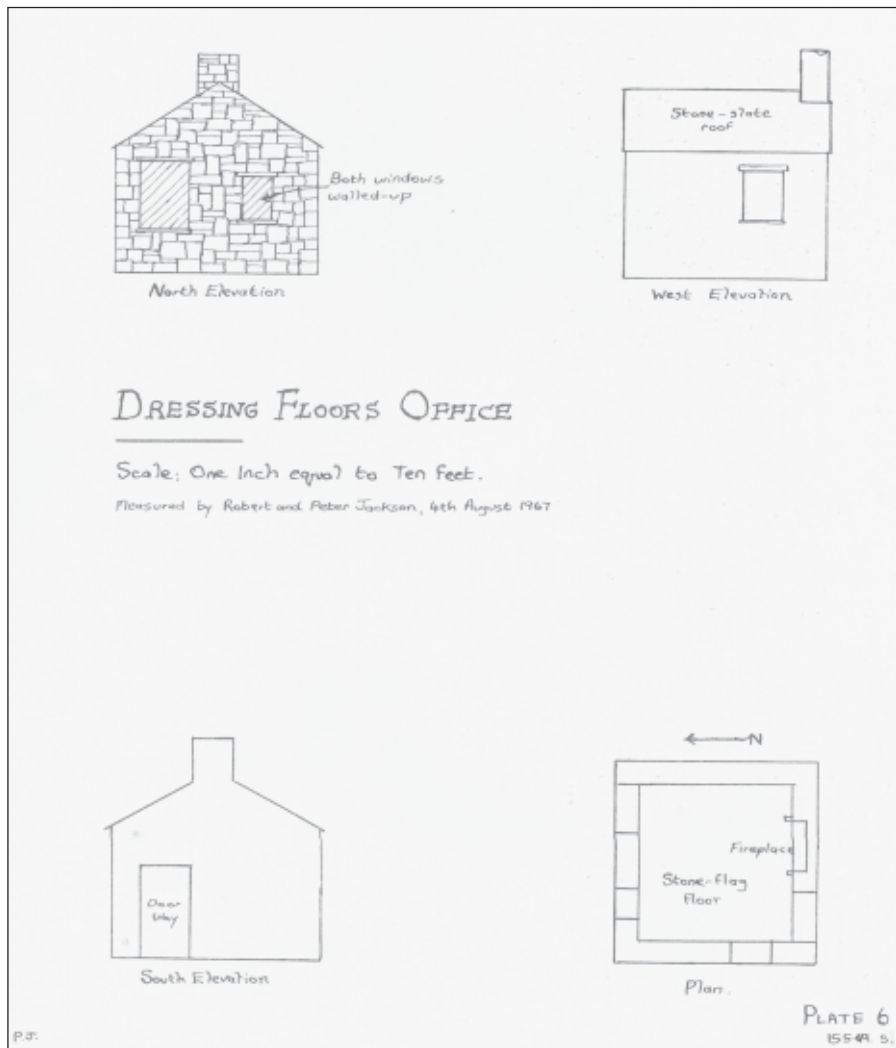 Stone-slate
roof
Both windows
walled-up
North Elevation
West Elevation
DRESSING FLOORS OFFICE
Scale: One Inch equal to Ten feet.
Measured by Robert and Peter Jackson, 4th August 1967
N
Fireplace
Stone-flag
floor
Door
Way
South Elevation
Plan.
PLATE 6
P.J.